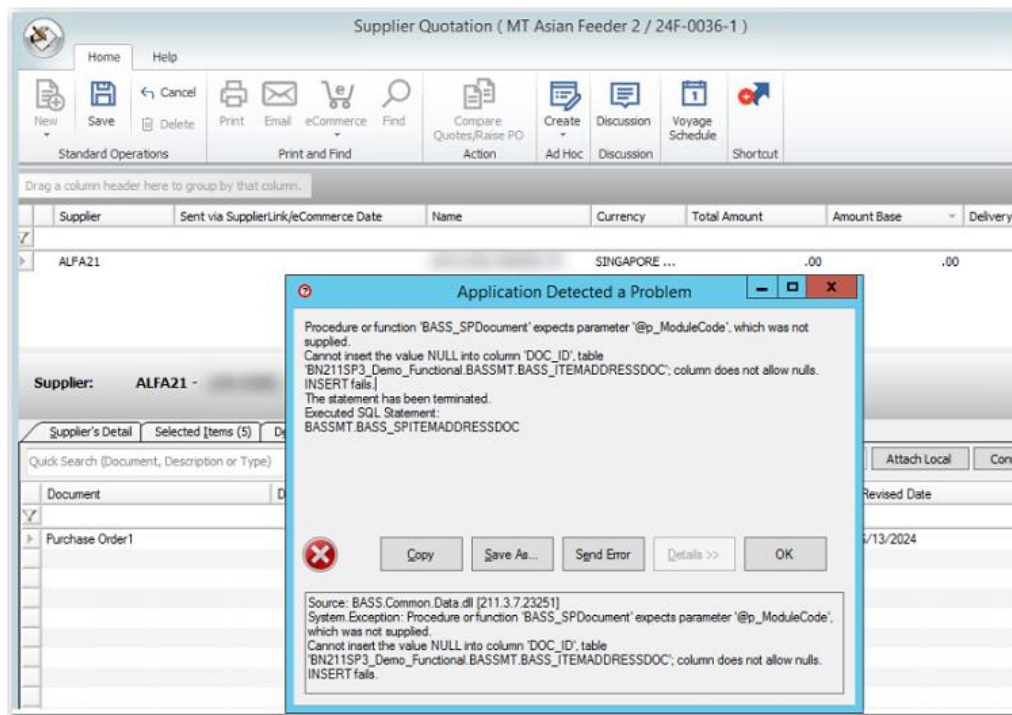 Supplier Quotation ( MT Asian Feeder 2 / 24F-0036-1 )
Home Help
New Save Cancel Delete Print Email eCommerce Find Compare Quotes/Raise PO Create Discussion Voyage Schedule
Standard Operations Print and Find Action Ad Hoc Discussion Shortcut
Drag a column header here to group by that column.
Supplier Sent via SupplierLink/eCommerce Date Name Currency Total Amount Amount Base Delivery
ALFA21 SINGAPORE ... .00 .00
Application Detected a Problem
Procedure or function 'BASS_SPDocument' expects parameter '@p_ModuleCode', which was not
supplied.
Cannot insert the value NULL into column 'DOC_ID', table
'BN211SP3_Demo_Functional.BASSMT.BASS_ITEMADDRESSDOC'; column does not allow nulls.
INSERT fails.
The statement has been terminated.
Executed SQL Statement:
BASSMT.BASS_SPITEMADDRESSDOC
Supplier: ALFA21 -
Supplier's Detail Selected Items (5)
Quick Search (Document, Description or Type) Attach Local
Document Revised Date
Purchase Order1 /13/2024
Copy Save As... Send Error Details >> OK
Source: BASS.Common.Data.dll [211.3.7.23251]
System.Exception: Procedure or function 'BASS_SPDocument' expects parameter '@p_ModuleCode',
which was not supplied.
Cannot insert the value NULL into column 'DOC_ID', table
'BN211SP3_Demo_Functional.BASSMT.BASS_ITEMADDRESSDOC'; column does not allow nulls.
INSERT fails.